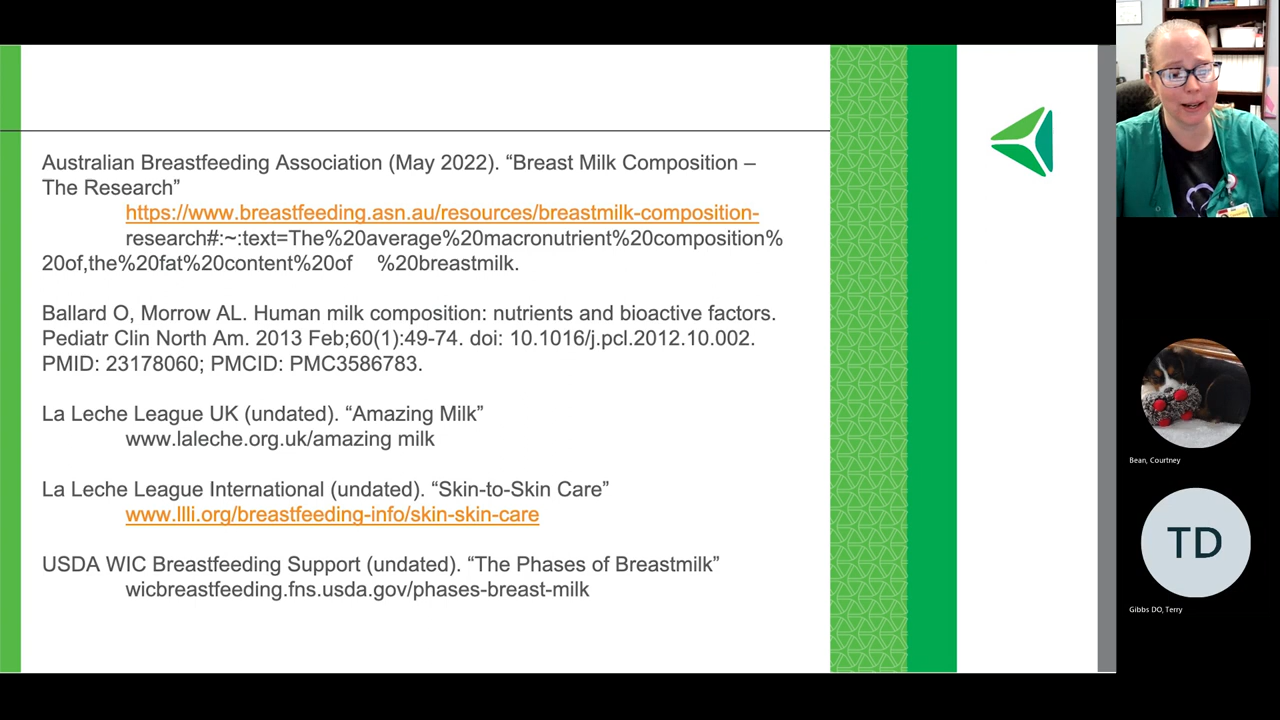 Australian Breastfeeding Association (May 2022). “Breast Milk Composition –
The Research”
https://www.breastfeeding.asn.au/resources/breastmilk-composition-
research#:~:text=The%20average%20macronutrient%20composition%
20of,the%20fat%20content%20of %20breastmilk.
Ballard O, Morrow AL. Human milk composition: nutrients and bioactive factors.
Pediatr Clin North Am. 2013 Feb;60(1):49-74. doi: 10.1016/j.pcl.2012.10.002.
PMID: 23178060; PMCID: PMC3586783.
La Leche League UK (undated). “Amazing Milk”
www.laleche.org.uk/amazing milk
La Leche League International (undated). “Skin-to-Skin Care”
www.llli.org/breastfeeding-info/skin-skin-care
USDA WIC Breastfeeding Support (undated). “The Phases of Breastmilk”
wicbreastfeeding.fns.usda.gov/phases-breast-milk
Bean, Courtney
TD
Gibbs DO, Terry